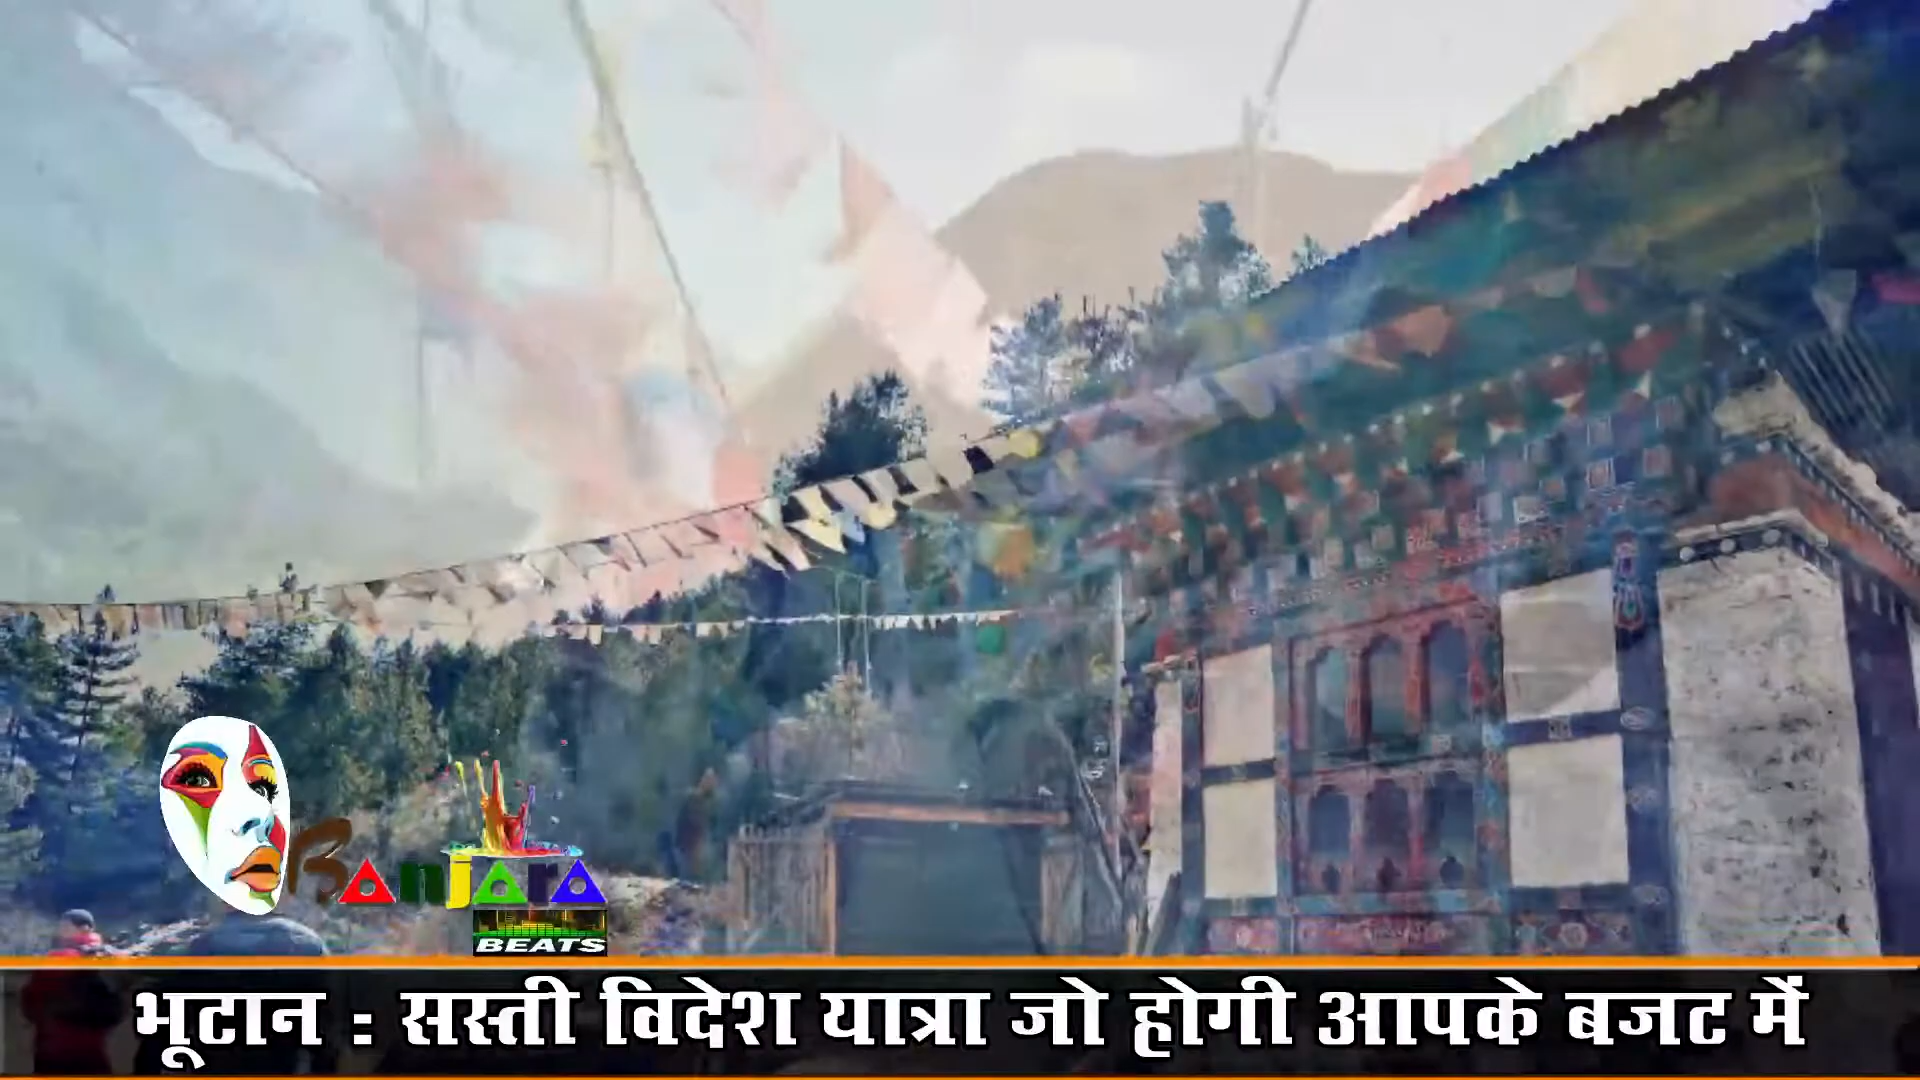 Banjara
BEATS
भूटान : सस्ती विदेश यात्रा जो होगी आपके बजट में